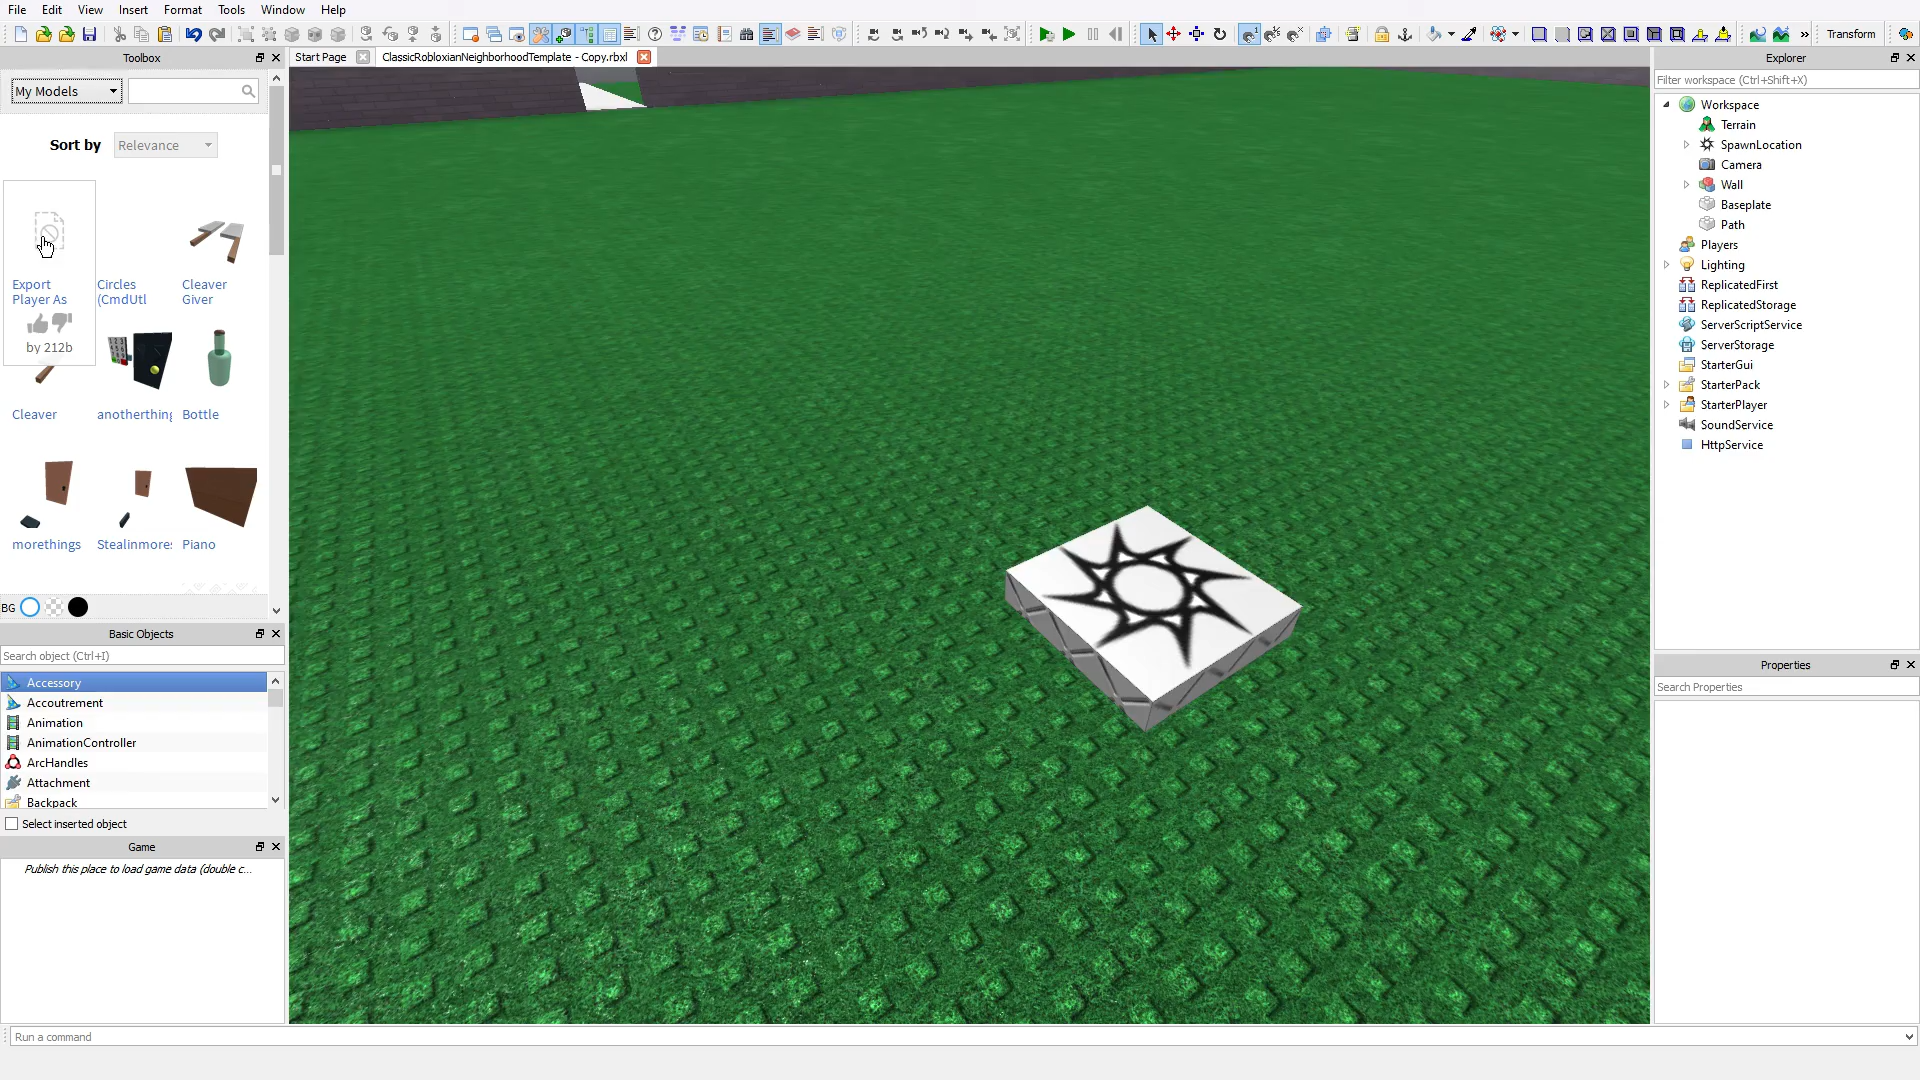 File Edit View Insert Format Tools Window Help
Transform
Toolbox
Start Page
ClassicRobloxianNeighborhoodTemplate - Copy.rbxl
Explorer
My Models
Filter workspace (Ctrl+Shift+X)
Workspace
Terrain
SpawnLocation
Camera
Wall
Baseplate
Path
Players
Lighting
ReplicatedFirst
ReplicatedStorage
ServerScriptService
ServerStorage
StarterGui
StarterPack
StarterPlayer
SoundService
HttpService
Sort by Relevance
Export Circles Cleaver
Player As (CmdUtl Giver
by 212b
Cleaver anotherthing Bottle
morethings Stealinmore: Piano
BG
Basic Objects
Search object (Ctrl+I)
Accessory
Accoutrement
Animation
AnimationController
ArcHandles
Attachment
Backpack
Select inserted object
Game
Publish this place to load game data (double c...
Properties
Search Properties
Run a command